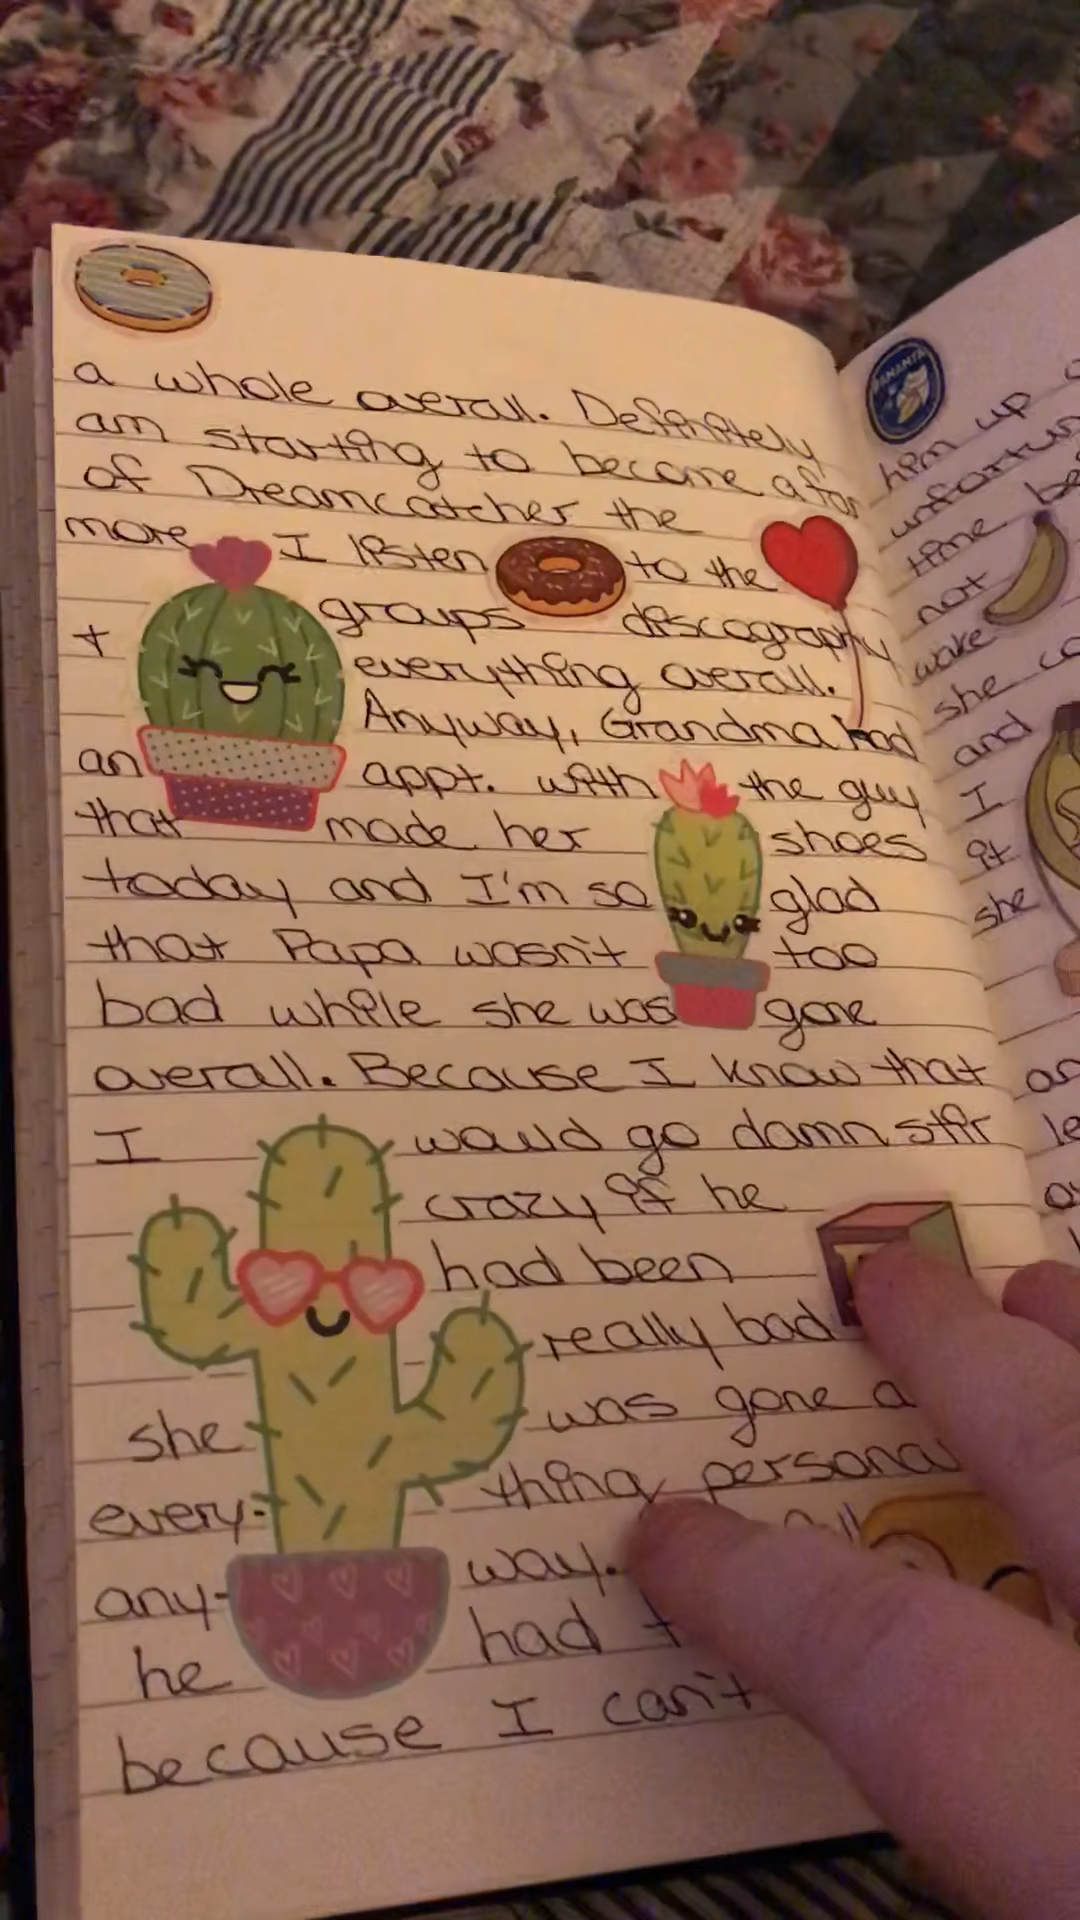 a whole overall. Definitely
am starting to become a fan
of Dreamcatcher the
more I listen to the
+ groups discography
everything overall.
Anyway, Grandma had
an appt. with the guy
that made her shoes
today and I'm so glad
that Papa wasn't too
bad while she was gone
overall. Because I know that
I would go damn stir
crazy if he
had been
really bad
she was gone a
every- thing persona
any- way.
he had
because I can't
BANANA
him up
time be
not
wake
she
and
I
it
she